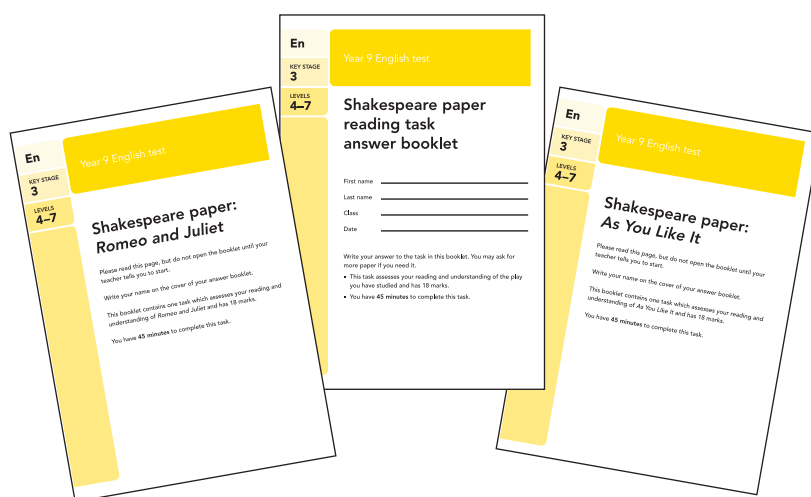 En
KEY STAGE
3
LEVELS
4–7
Year 9 English test
Shakespeare paper:
Romeo and Juliet
Please read this page, but do not open the booklet until your
teacher tells you to start.
Write your name on the cover of your answer booklet.
This booklet contains one task which assesses your reading and
understanding of Romeo and Juliet and has 18 marks.
You have 45 minutes to complete this task.
En
KEY STAGE
3
LEVELS
4–7
Year 9 English test
Shakespeare paper
reading task
answer booklet
First name
Last name
Class
Date
Write your answer to the task in this booklet. You may ask for
more paper if you need it.
• This task assesses your reading and understanding of the play
you have studied and has 18 marks.
• You have 45 minutes to complete this task.
En
KEY STAGE
3
LEVELS
4–7
Year 9 English test
Shakespeare paper:
As You Like It
Please read this page, but do not open the booklet until your
teacher tells you to start.
Write your name on the cover of your answer booklet.
This booklet contains one task which assesses your reading and
understanding of As You Like It and has 18 marks.
You have 45 minutes to complete this task.